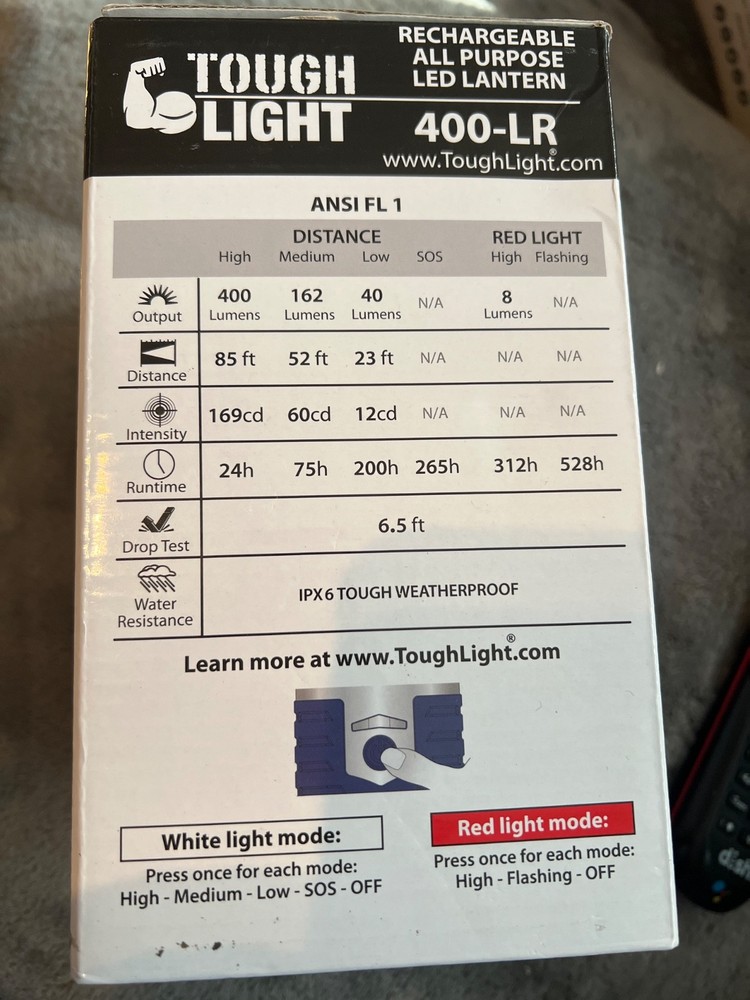 TOUGH
LIGHT
RECHARGEABLE
ALL PURPOSE
LED LANTERN
400-LR
www.ToughLight.com®
ANSI FL 1
DISTANCE RED LIGHT
High Medium Low SOS High Flashing
Output 400 Lumens 162 Lumens 40 Lumens N/A 8 Lumens N/A
Distance 85 ft 52 ft 23 ft N/A N/A N/A
Intensity 169cd 60cd 12cd N/A N/A N/A
Runtime 24h 75h 200h 265h 312h 528h
Drop Test 6.5 ft
Water Resistance IPX6 TOUGH WEATHERPROOF
Learn more at www.ToughLight®.com
White light mode:
Press once for each mode:
High - Medium - Low - SOS - OFF
Red light mode:
Press once for each mode:
High - Flashing - OFF